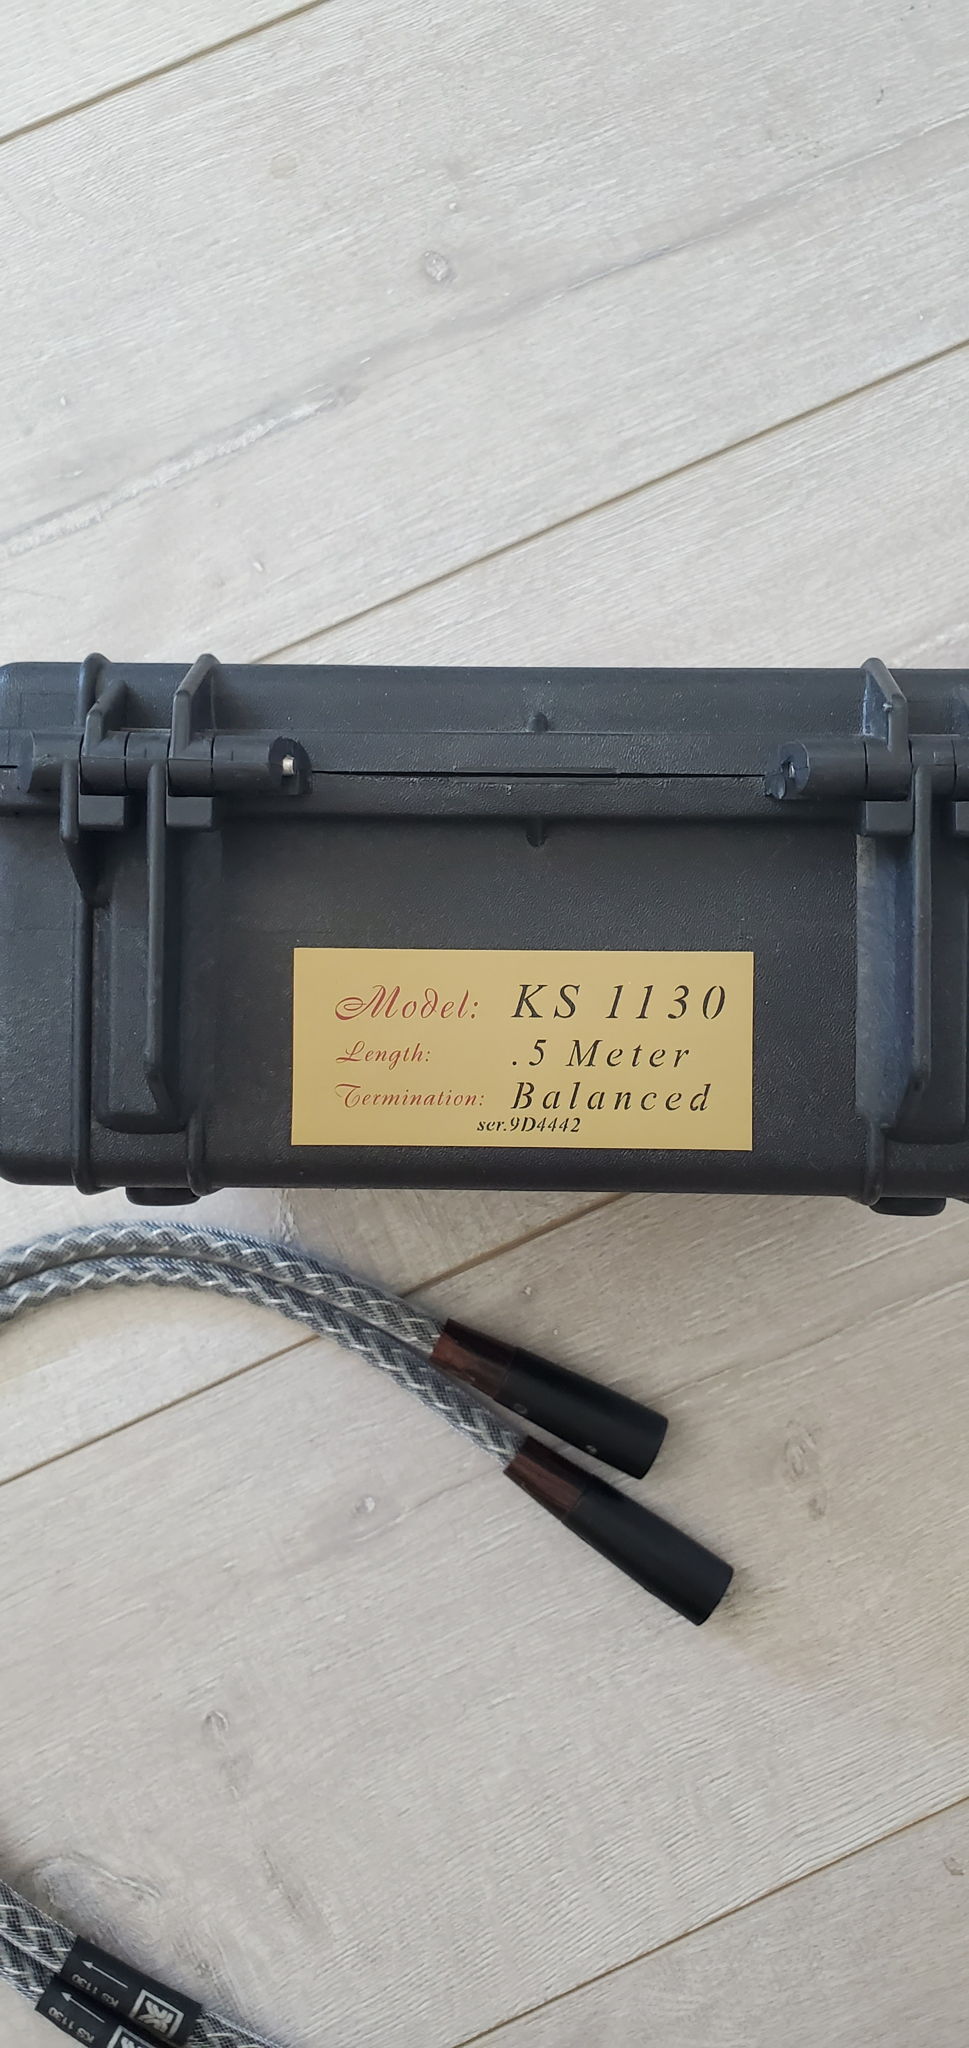 Model: KS 1130
Length: .5 Meter
Termination: Balanced
ser.9D4442
KS 1130
KS 1130